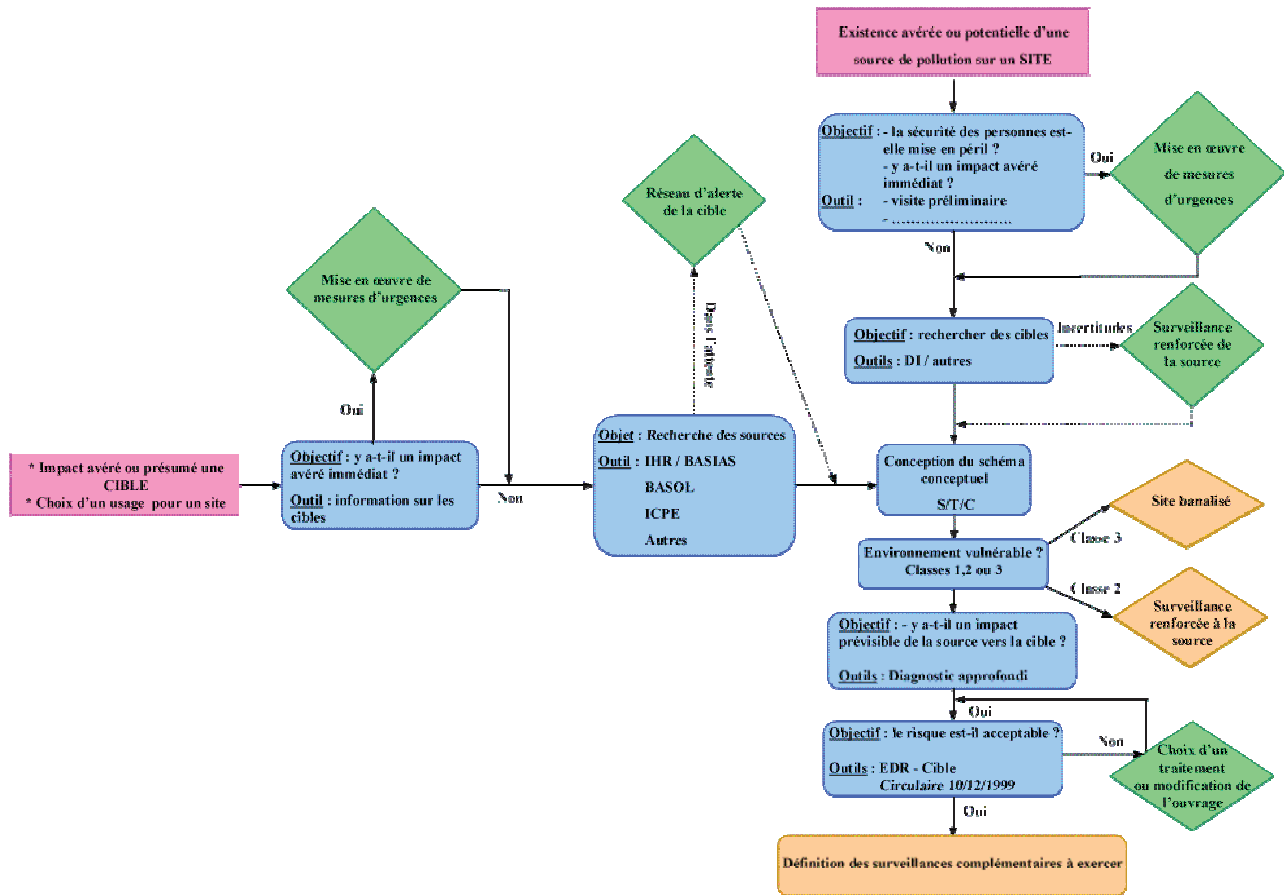 Existence avérée ou potentielle d'une
source de pollution sur un SITE
Objectif : - la sécurité des personnes est-
elle mise en péril ?
- y a-t-il un impact avéré
immédiat ?
Outil : - visite préliminaire
- ........................
Oui
Mise en œuvre
de mesures
d'urgences
Non
Réseau d'alerte
de la cible
Mise en œuvre de
mesures d'urgences
Dans l'attente
Objectif : rechercher des cibles
Outils : DI / autres
Incertitudes
Surveillance
renforcée de
la source
Oui
* Impact avéré ou présumé une
CIBLE
* Choix d'un usage pour un site
Objectif : y a-t-il un impact
avéré immédiat ?
Outil : information sur les
cibles
Non
Objet : Recherche des sources
Outil : IHR / BASIAS
BASOL
ICPE
Autres
Conception du schéma
conceptuel
S/T/C
Site banalisé
Classe 3
Environnement vulnérable ?
Classes 1,2 ou 3
Classe 2
Surveillance
renforcée à la
source
Objectif : - y a-t-il un impact
prévisible de la source vers la cible ?
Outils : Diagnostic approfondi
Oui
Objectif : le risque est-il acceptable ?
Outils : EDR - Cible
Circulaire 10/12/1999
Non
Choix d'un
traitement
ou modification de
l'ouvrage
Oui
Définition des surveillances complémentaires à exercer